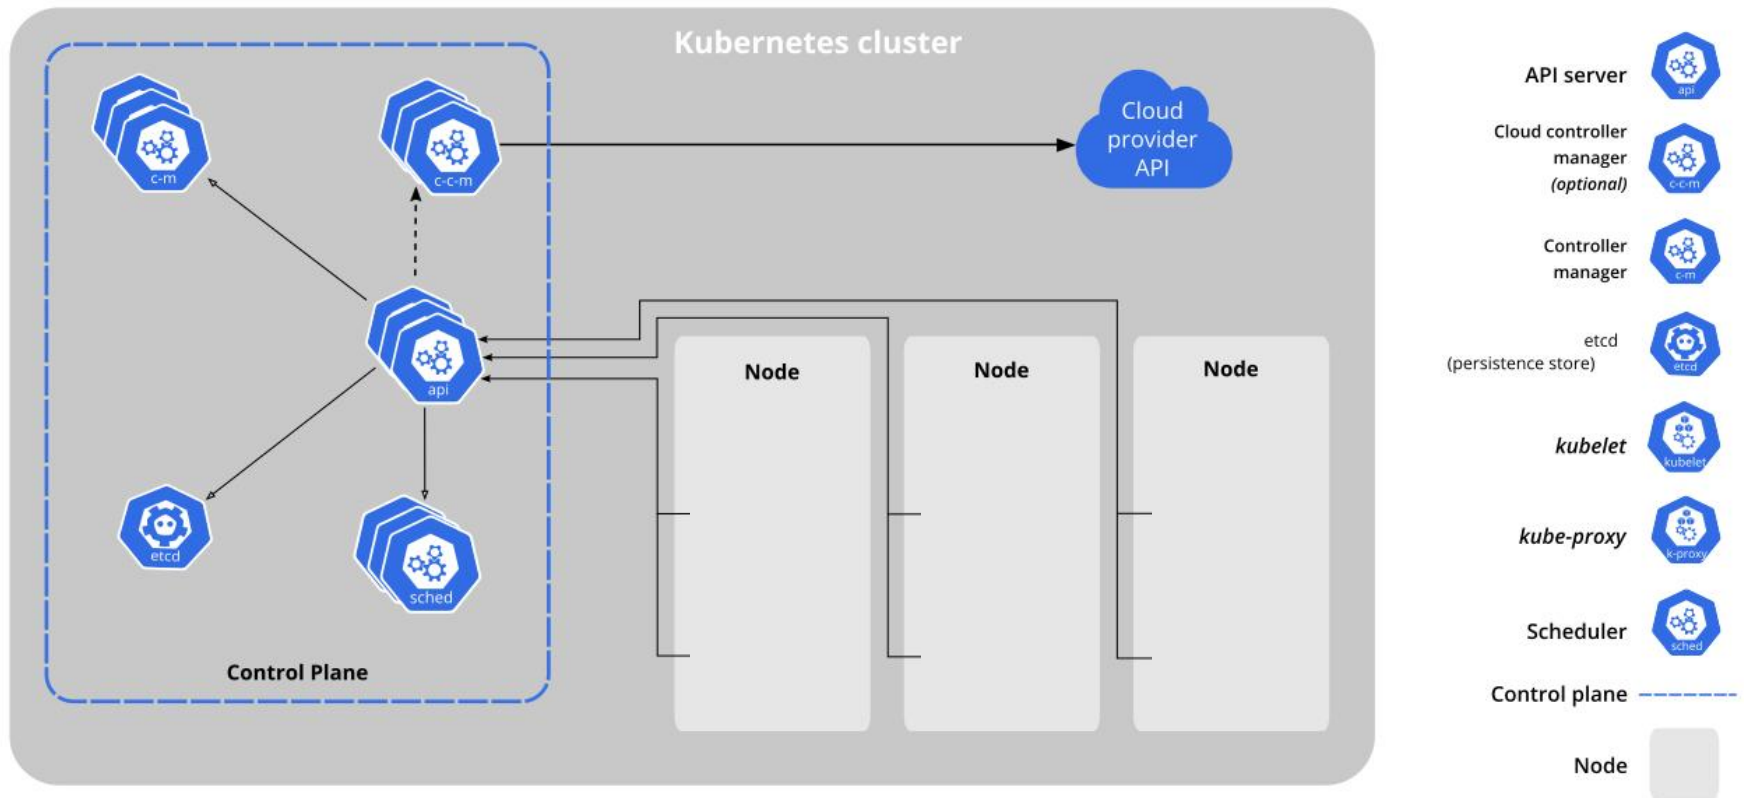 Kubernetes cluster
c-m
c-c-m
Cloud
provider
API
api
etcd
sched
Control Plane
Node
Node
Node
API server
api
Cloud controller
manager
(optional)
c-c-m
Controller
manager
c-m
etcd
(persistence store)
etcd
kubelet
kubelet
kube-proxy
k-proxy
Scheduler
sched
Control plane
Node